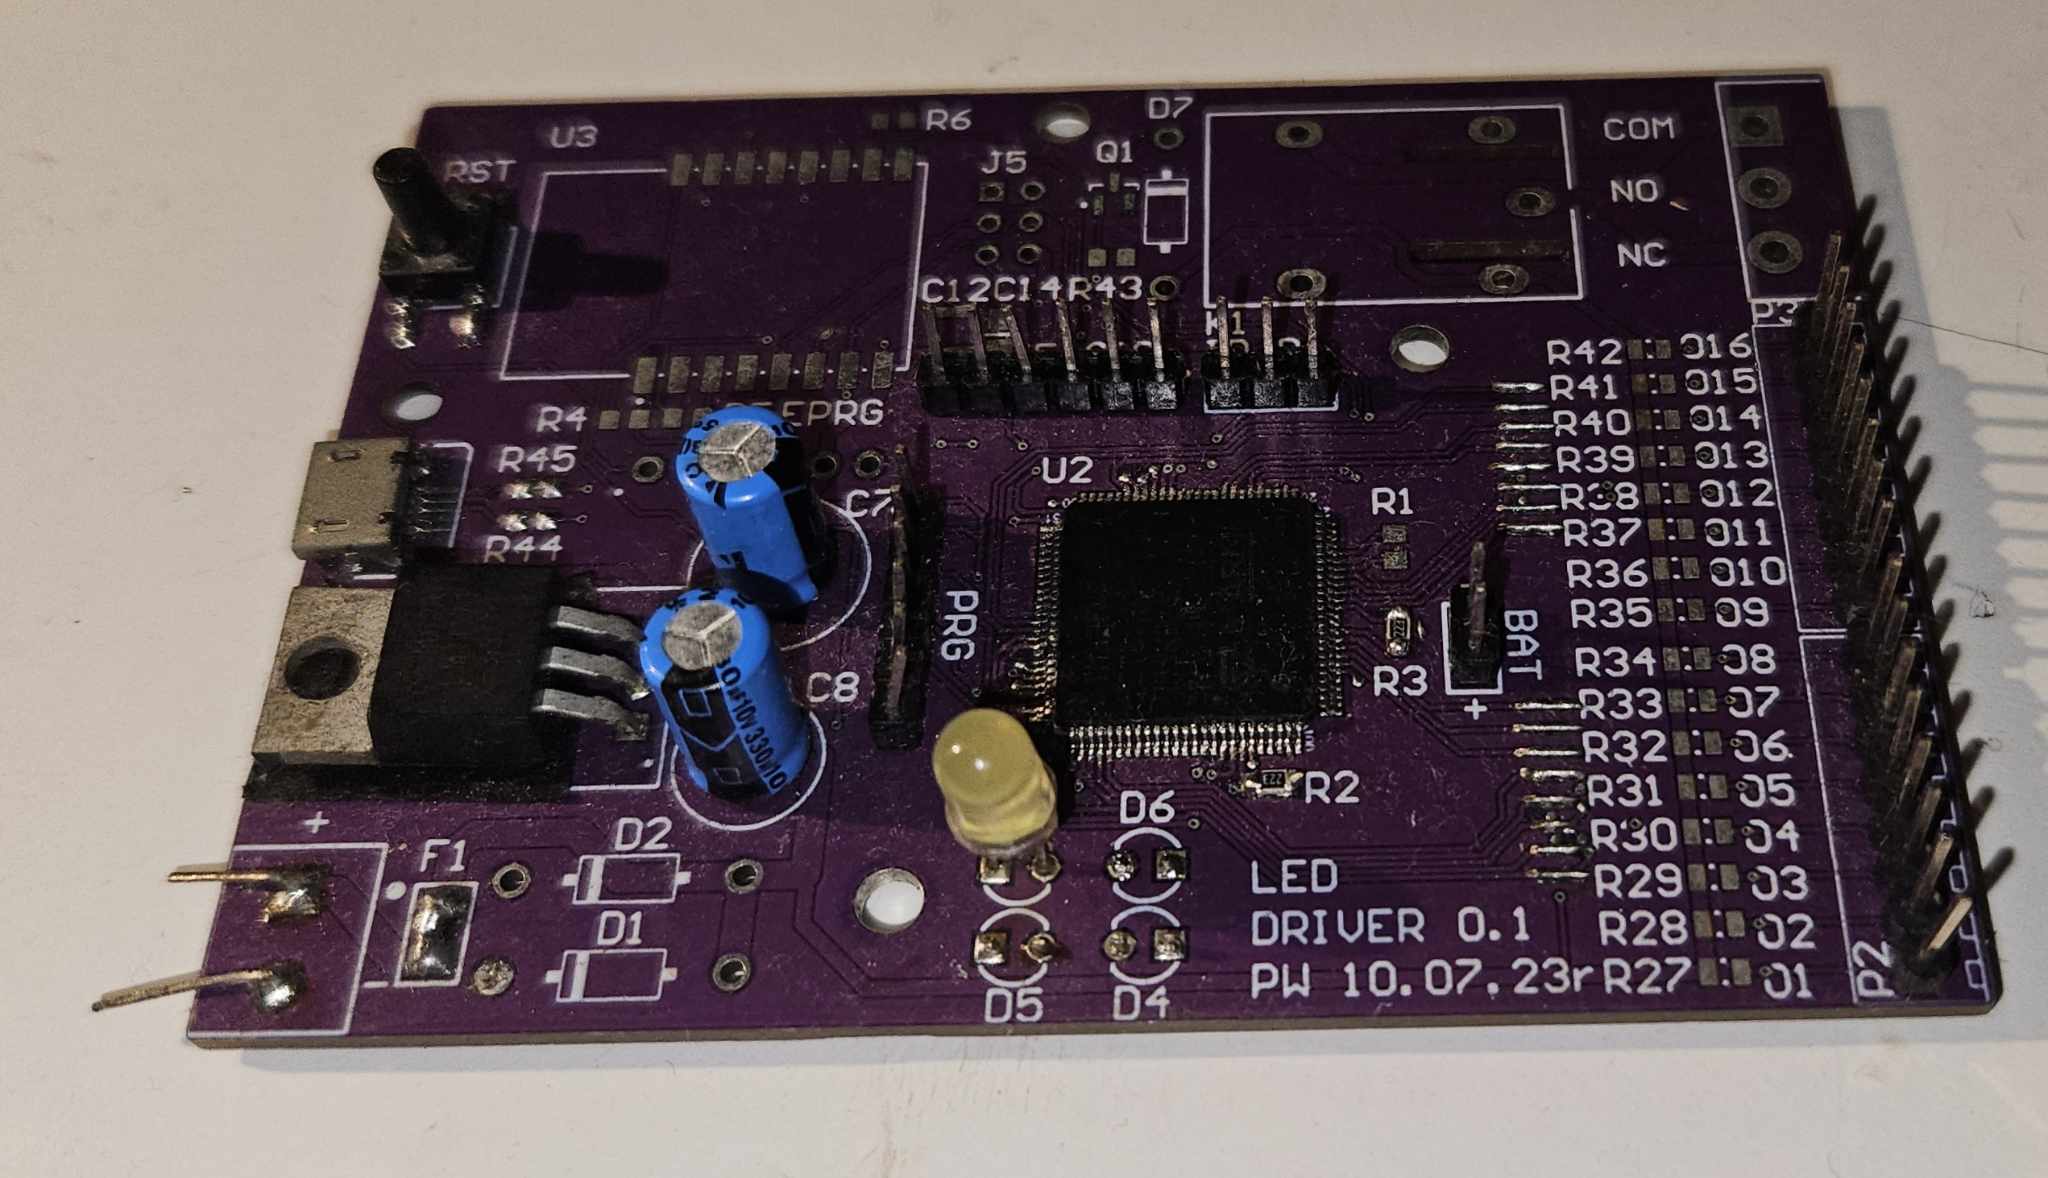 U3
R6
D7
COM
RST
J5
Q1
NO
NC
C12C14R43
P3
R42 O16
R41 O15
R4
EPRG
R40 O14
R45
U2
R39 O13
C7
R1
R38 O12
R37 O11
R44
R36 O10
PRG
R35 O9
BAT
C8
R3
R34 O8
+
R33 O7
10v330
R32 O6
223
R2
R31 O5
+
F1
D2
D6
R30 O4
LED
R29 O3
D1
DRIVER 0.1
R28 O2
P2
-
D5
D4
PW 10.07.23r
R27 O1